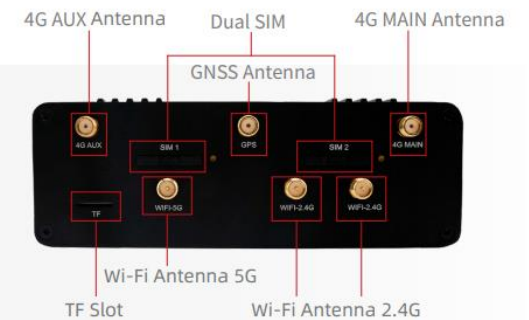 4G AUX Antenna
Dual SIM
4G MAIN Antenna
GNSS Antenna
4G AUX
SIM 1
GPS
SIM 2
4G MAIN
TF
WIFI-5G
WIFI-2.4G
WIFI-2.4G
Wi-Fi Antenna 5G
TF Slot
Wi-Fi Antenna 2.4G